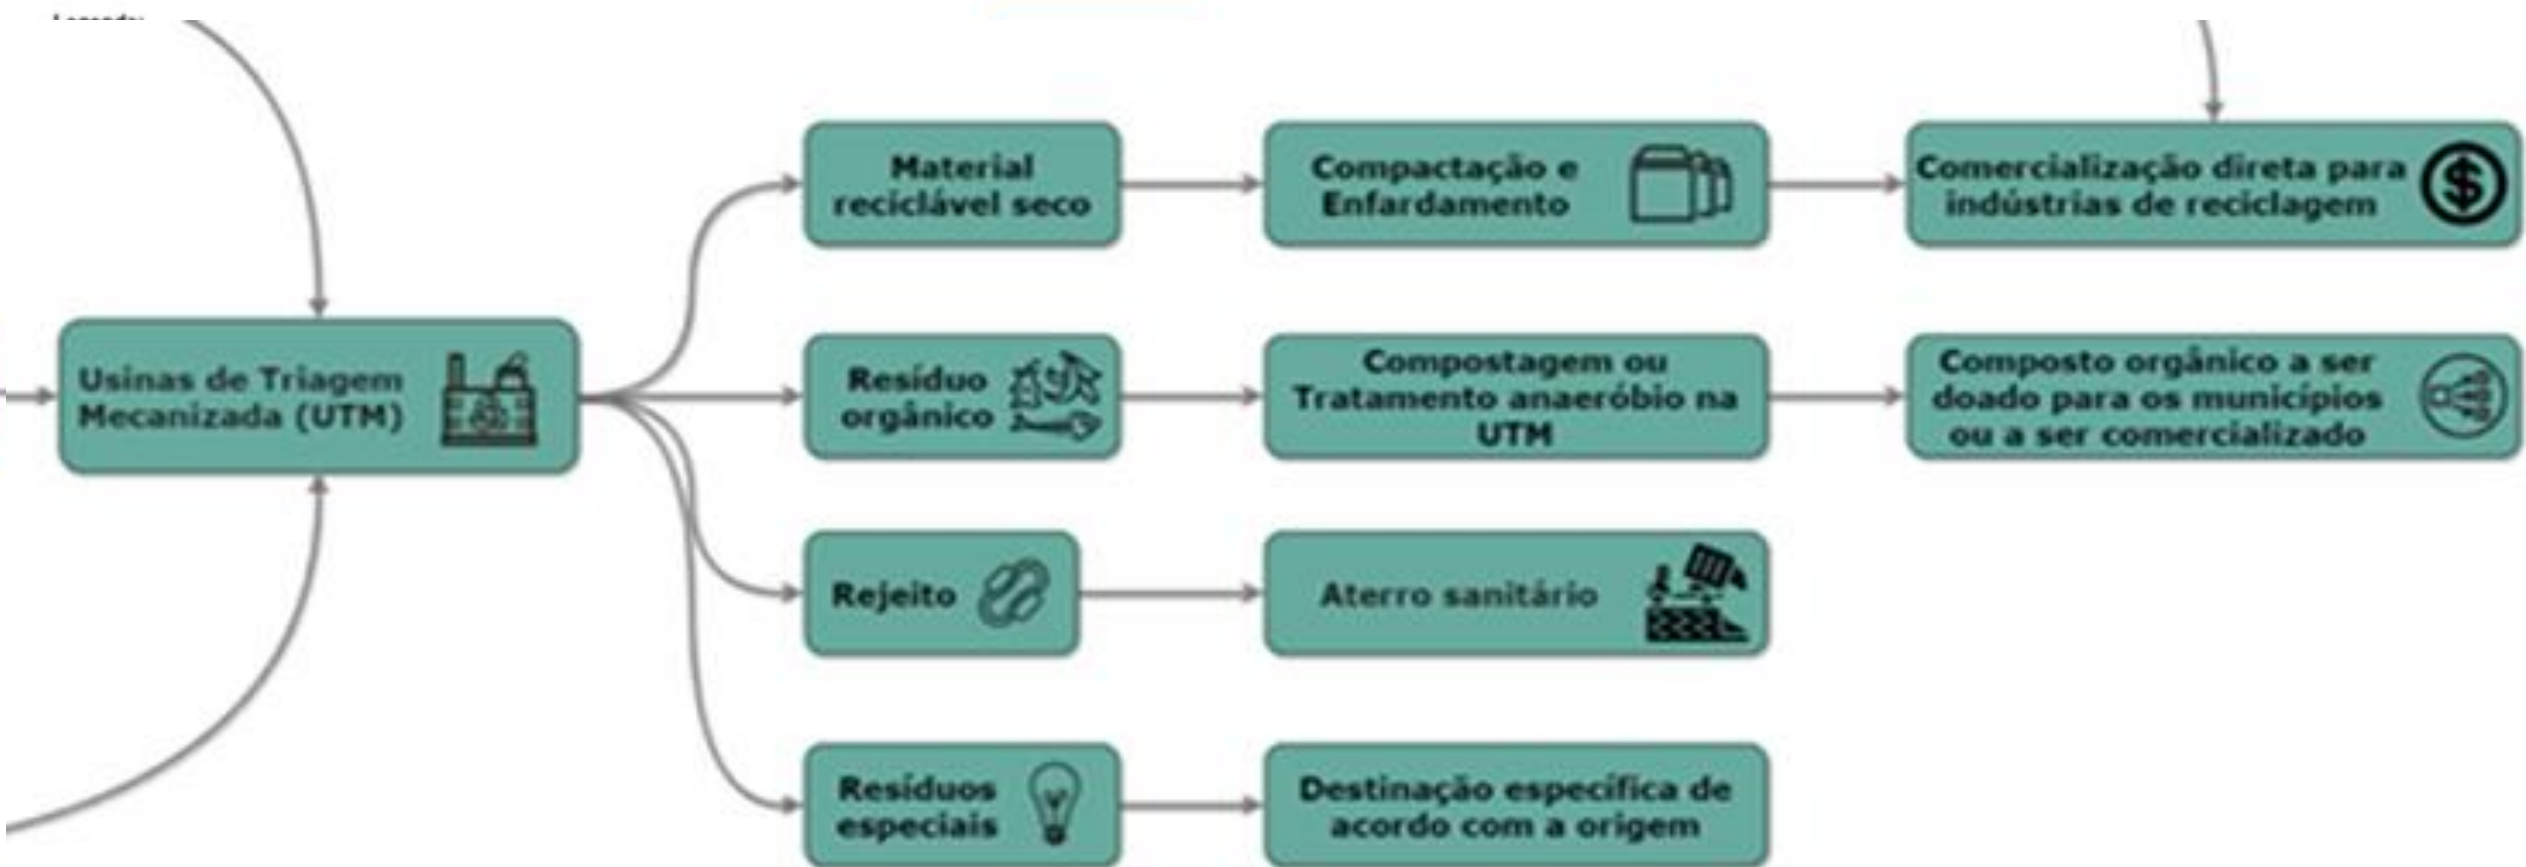 Material
reciclável seco
Compactação e
Enfardamento
Comercialização direta para
indústrias de reciclagem
$
Usinas de Triagem
Mecanizada (UTM)
Resíduo
orgânico
Compostagem ou
Tratamento anaeróbio na
UTM
Composto orgânico a ser
doado para os municípios
ou a ser comercializado
Rejeito
Aterro sanitário
Resíduos
especiais
Destinação específica de
acordo com a origem